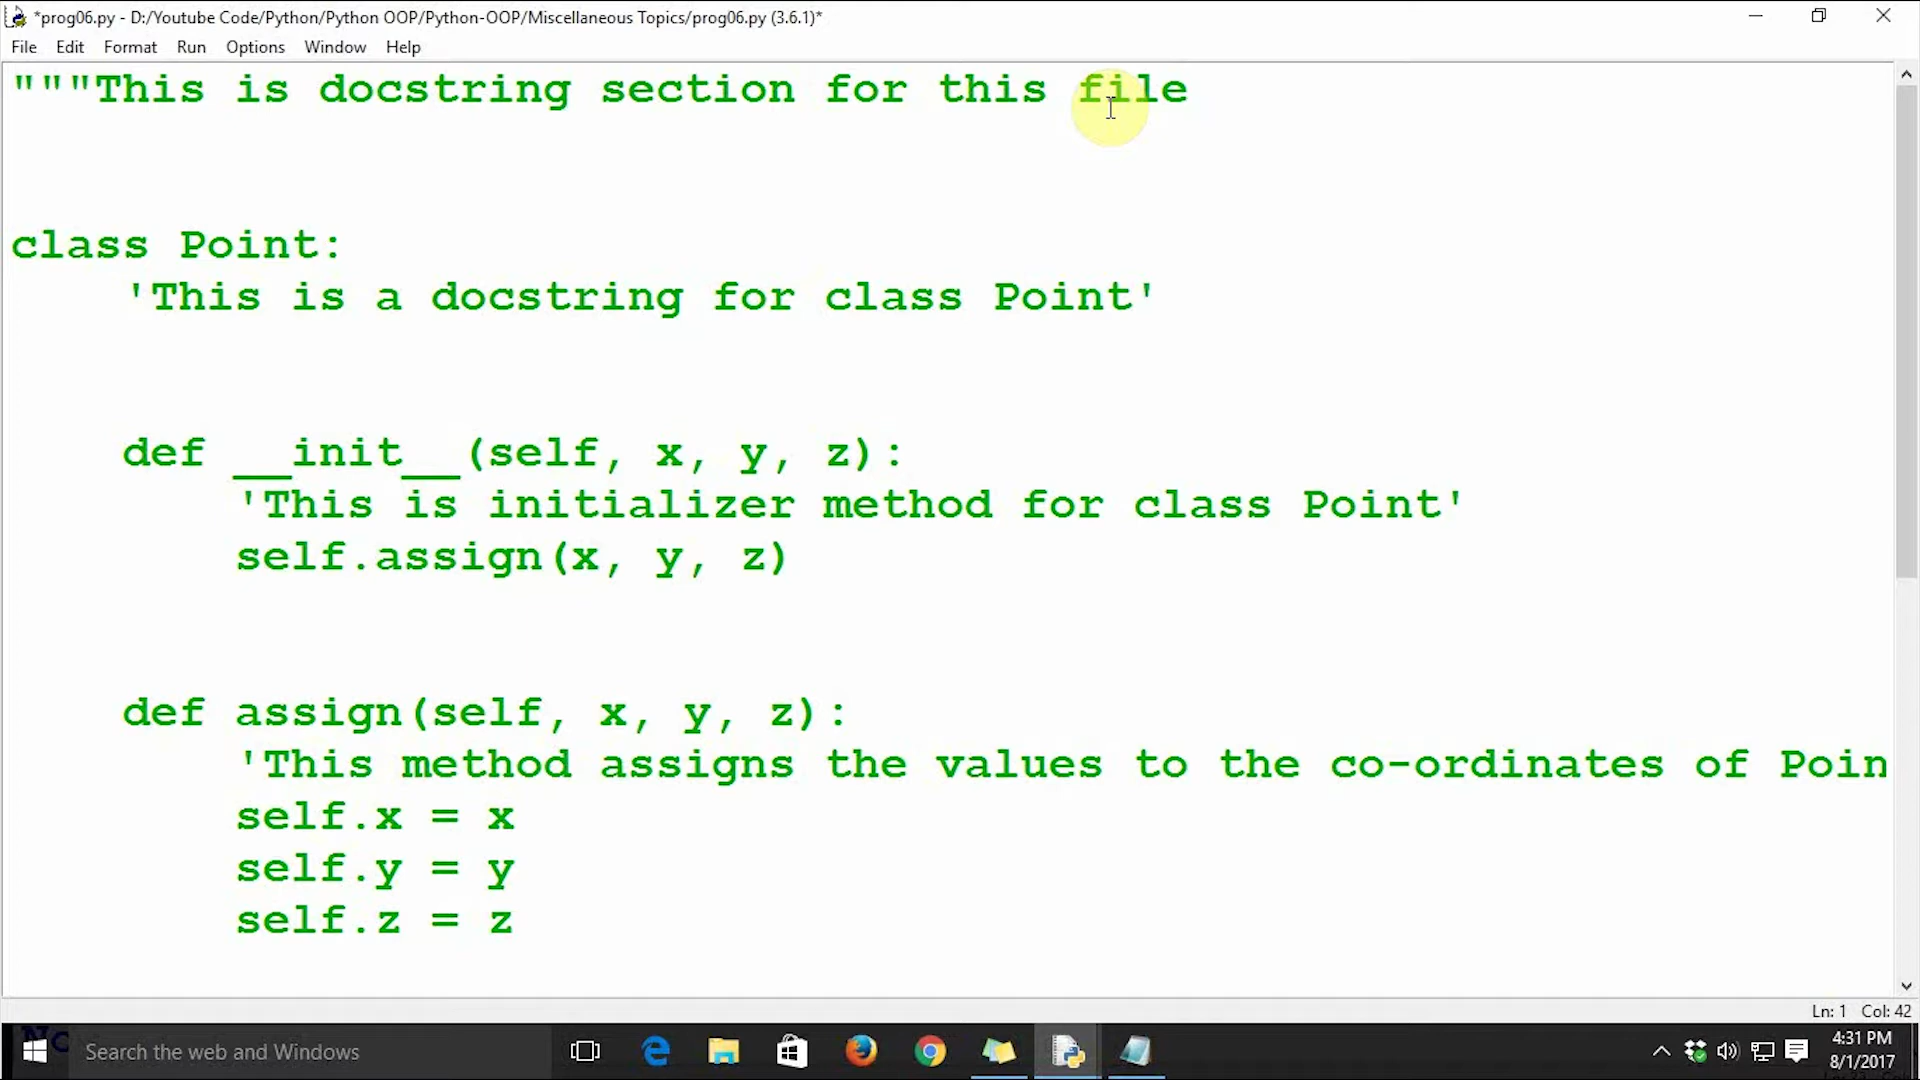 *prog06.py - D:/Youtube Code/Python/Python OOP/Python-OOP/Miscellaneous Topics/prog06.py (3.6.1)*
File Edit Format Run Options Window Help
"""This is docstring section for this file
class Point:
    'This is a docstring for class Point'
    def __init__(self, x, y, z):
        'This is initializer method for class Point'
        self.assign(x, y, z)
    def assign(self, x, y, z):
        'This method assigns the values to the co-ordinates of Poin
        self.x = x
        self.y = y
        self.z = z
Ln: 1 Col: 42
Search the web and Windows
4:31 PM
8/1/2017